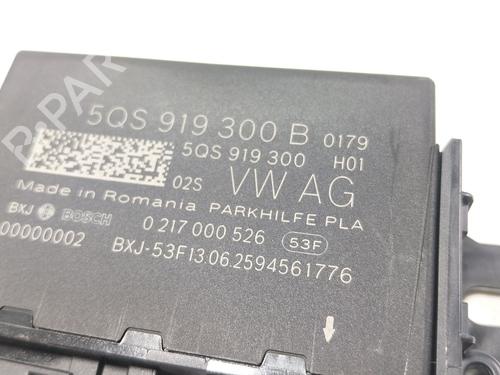 5QS 919 300 B 0179
5QS 919 300 H01
02S VW AG
Made in Romania PARKHILFE PLA
BXJ BOSCH 0 217 000 526 53F
00000002 BXJ-53F13.06.2594561776